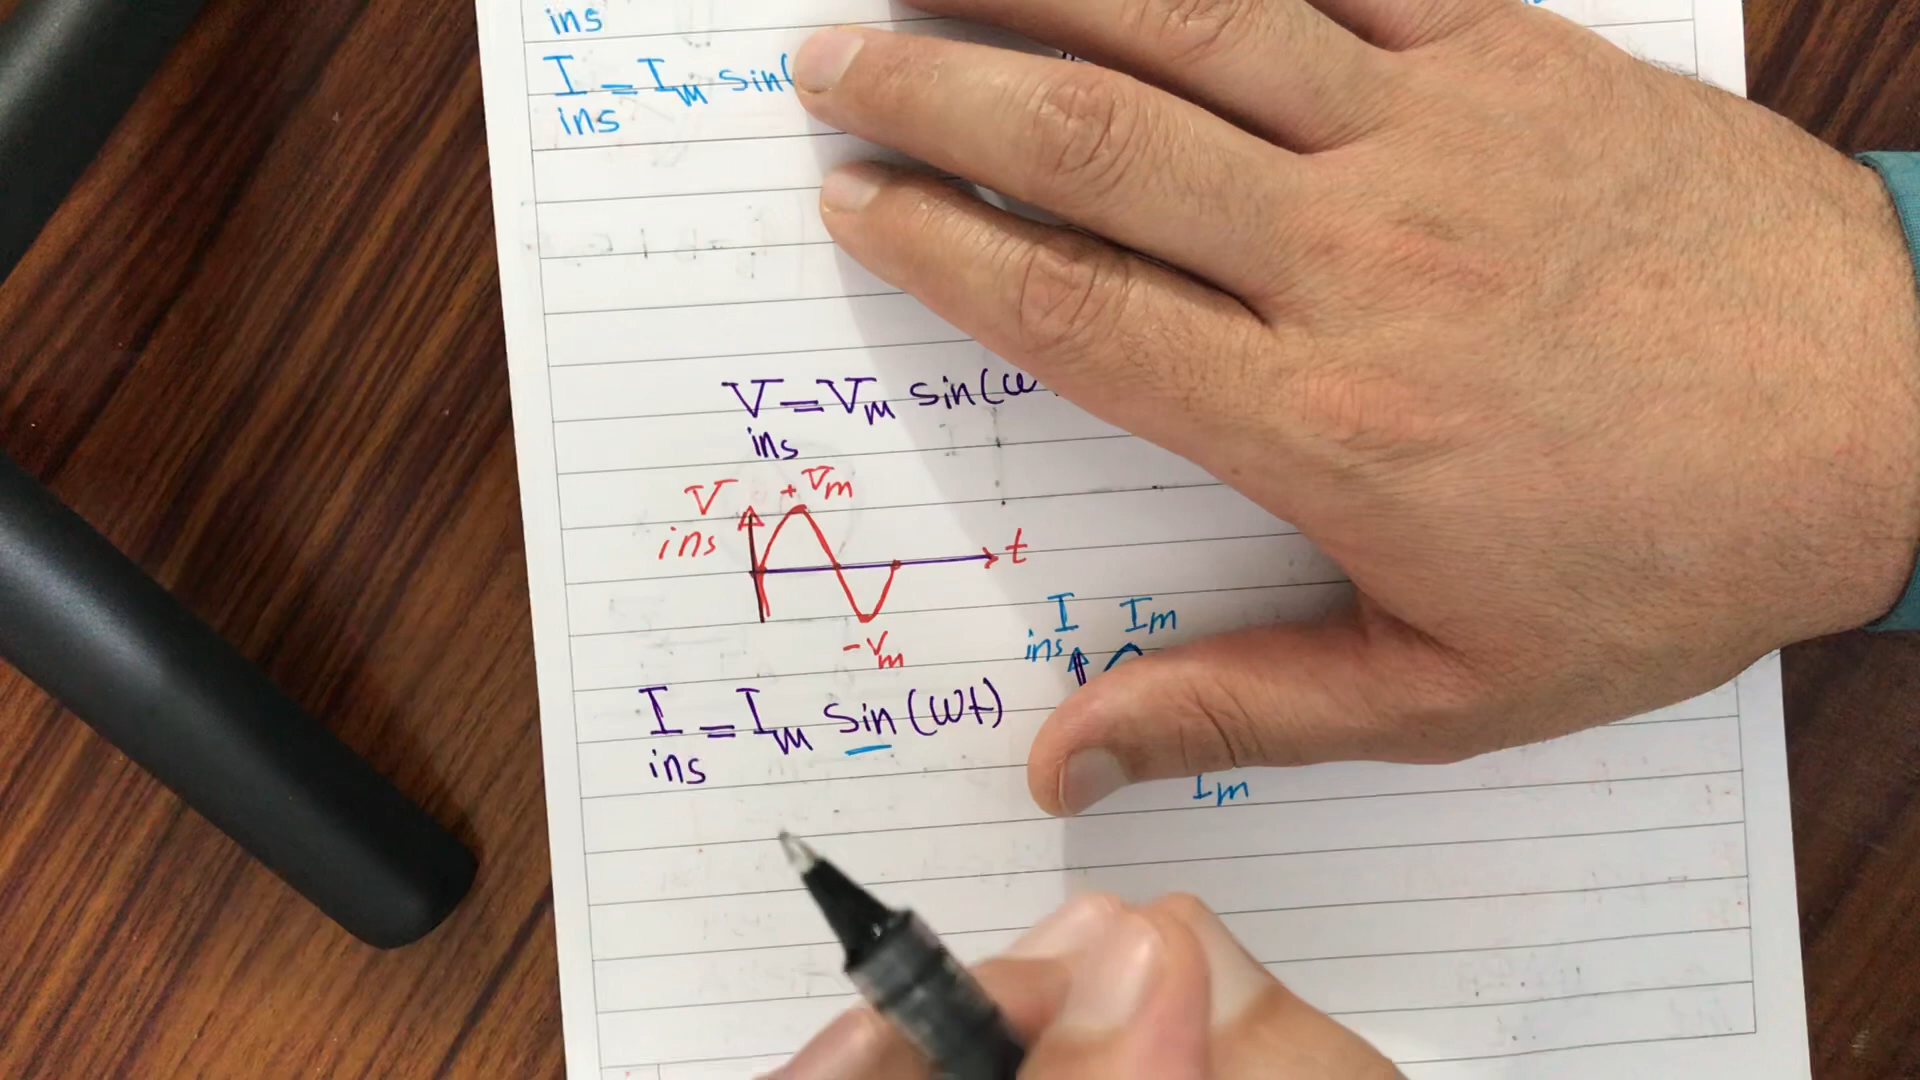 ins
I = Im sin(
ins
V = Vm sin(ω
ins
V + Vm
ins
t
- Vm
I Im
ins
I = Im sin(ωt)
ins
Im